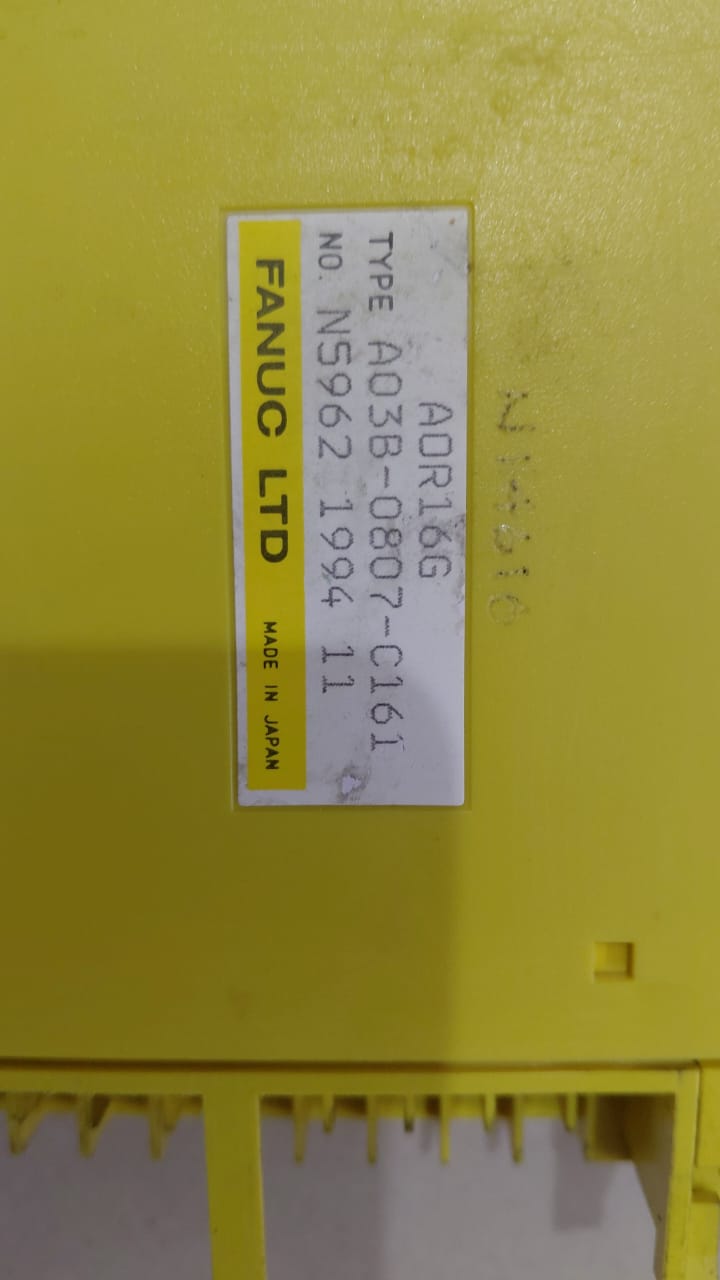 AOR16G
TYPE A03B-0807-C161
NO. N5962 1994 11
FANUC LTD MADE IN JAPAN